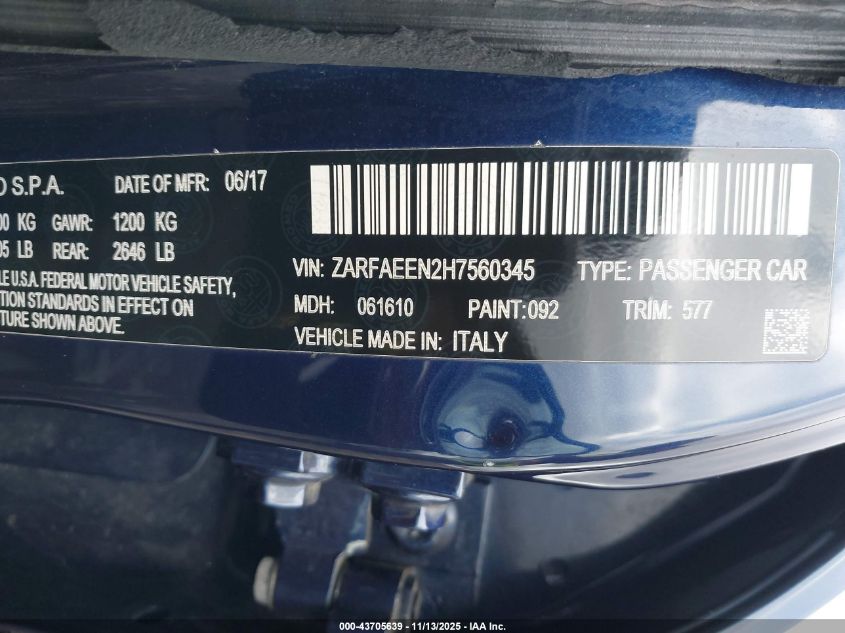 O S.P.A. DATE OF MFR: 06/17
00 KG GAWR: 1200 KG
05 LB REAR: 2646 LB
LE U.S.A. FEDERAL MOTOR VEHICLE SAFETY,
TION STANDARDS IN EFFECT ON
TURE SHOWN ABOVE.
VIN: ZARFAEEN2H7560345 TYPE: PASSENGER CAR
MDH: 061610 PAINT:092 TRIM: 577
VEHICLE MADE IN: ITALY
000-43705639 - 11/13/2025 - IAA Inc.